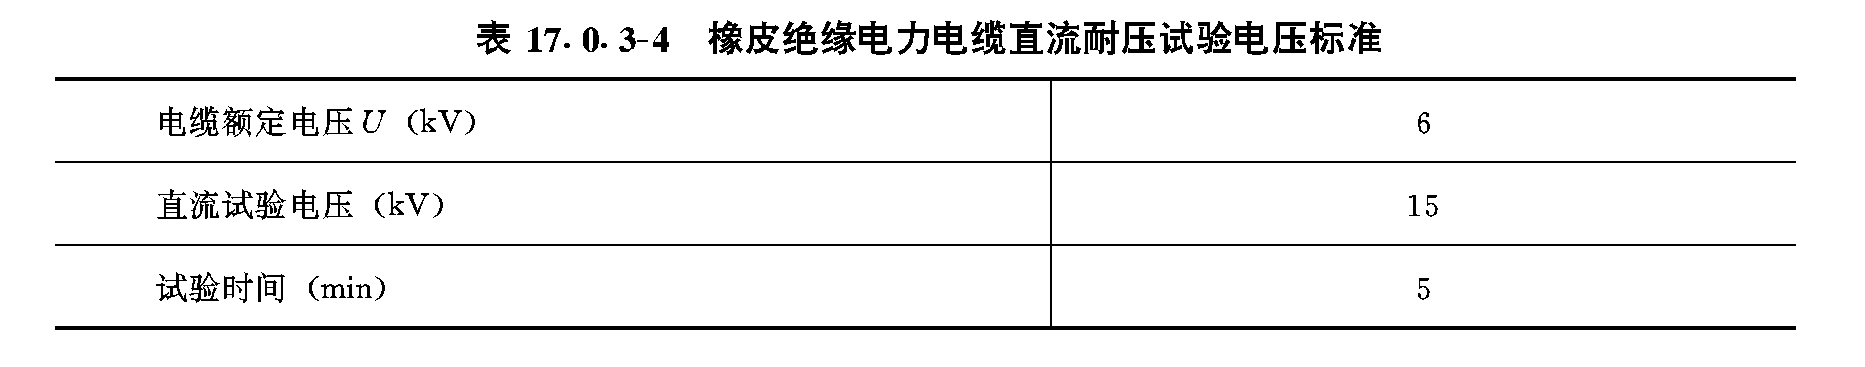 表 17.0.3-4 橡皮绝缘电力电缆直流耐压试验电压标准
电缆额定电压U（kV） 6
直流试验电压（kV） 15
试验时间（min） 5